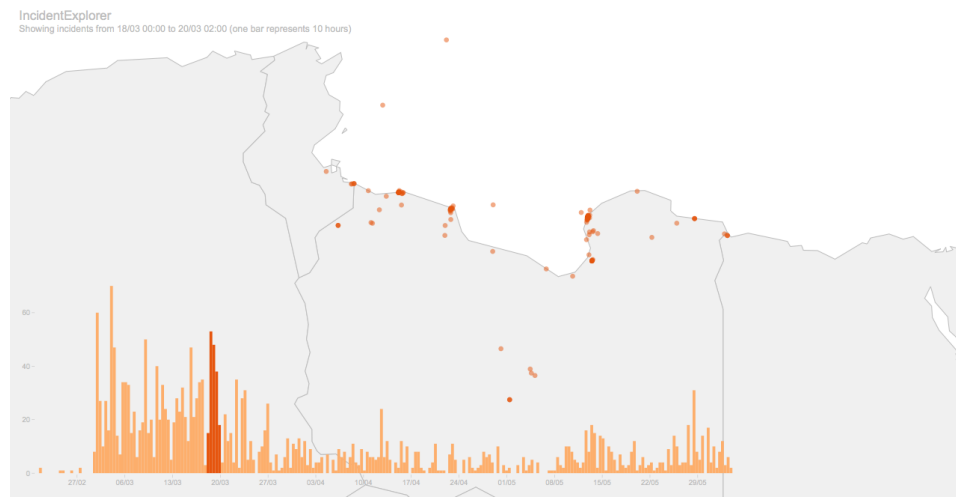 IncidentExplorer
Showing incidents from 18/03 00:00 to 20/03 02:00 (one bar represents 10 hours)
60
40
20
0
27/02 06/03 13/03 20/03 27/03 03/04 10/04 17/04 24/04 01/05 08/05 15/05 22/05 28/05